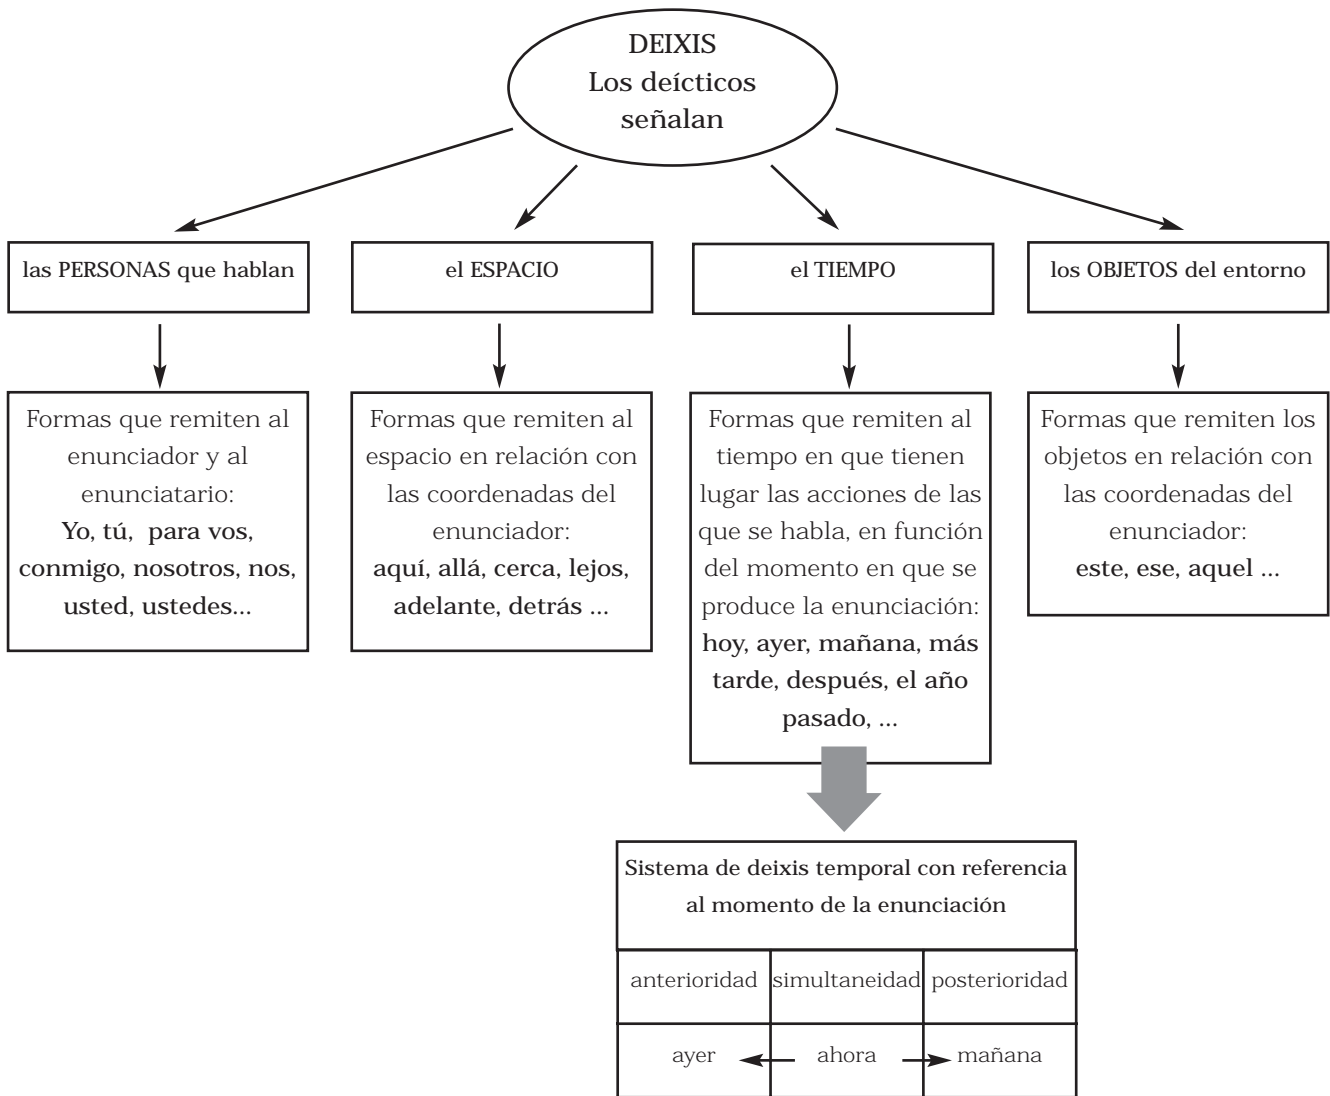 DEIXIS
Los deícticos
señalan
las PERSONAS que hablan
el ESPACIO
el TIEMPO
los OBJETOS del entorno
Formas que remiten al
enunciador y al
enunciatario:
Yo, tú, para vos,
conmigo, nosotros, nos,
usted, ustedes...
Formas que remiten al
espacio en relación con
las coordenadas del
enunciador:
aquí, allá, cerca, lejos,
adelante, detrás ...
Formas que remiten al
tiempo en que tienen
lugar las acciones de las
que se habla, en función
del momento en que se
produce la enunciación:
hoy, ayer, mañana, más
tarde, después, el año
pasado, ...
Formas que remiten los
objetos en relación con
las coordenadas del
enunciador:
este, ese, aquel ...
Sistema de deixis temporal con referencia
al momento de la enunciación
anterioridad simultaneidad posterioridad
ayer ahora mañana